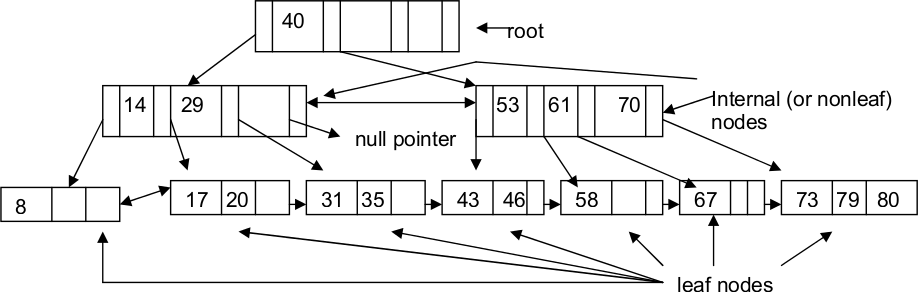 40
root
14 29
53 61 70
Internal (or nonleaf)
nodes
null pointer
8
17 20
31 35
43 46
58
67
73 79 80
leaf nodes